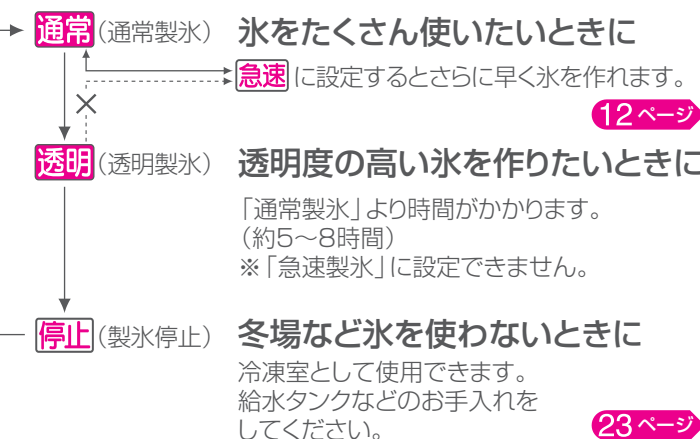 通常（通常製氷） 氷をたくさん使いたいときに
急速 に設定するとさらに早く氷を作れます。
12ページ
透明（透明製氷） 透明度の高い氷を作りたいときに
「通常製氷」より時間がかかります。
（約5～8時間）
※「急速製氷」に設定できません。
停止（製氷停止） 冬場など氷を使わないときに
冷凍室として使用できます。
給水タンクなどのお手入れを
してください。
23ページ